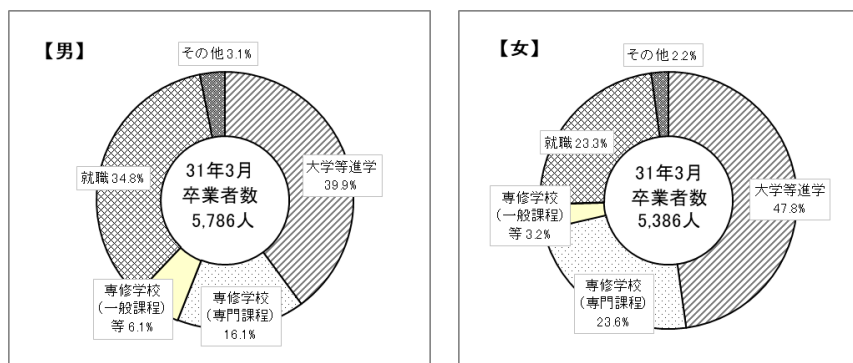 【男】
その他 3.1%
大学等進学
39.9%
専修学校
(専門課程)
16.1%
専修学校
(一般課程)
等 6.1%
就職 34.8%
31年3月
卒業者数
5,786人
【女】
その他 2.2%
大学等進学
47.8%
専修学校
(専門課程)
23.6%
専修学校
(一般課程)
等 3.2%
就職 23.3%
31年3月
卒業者数
5,386人